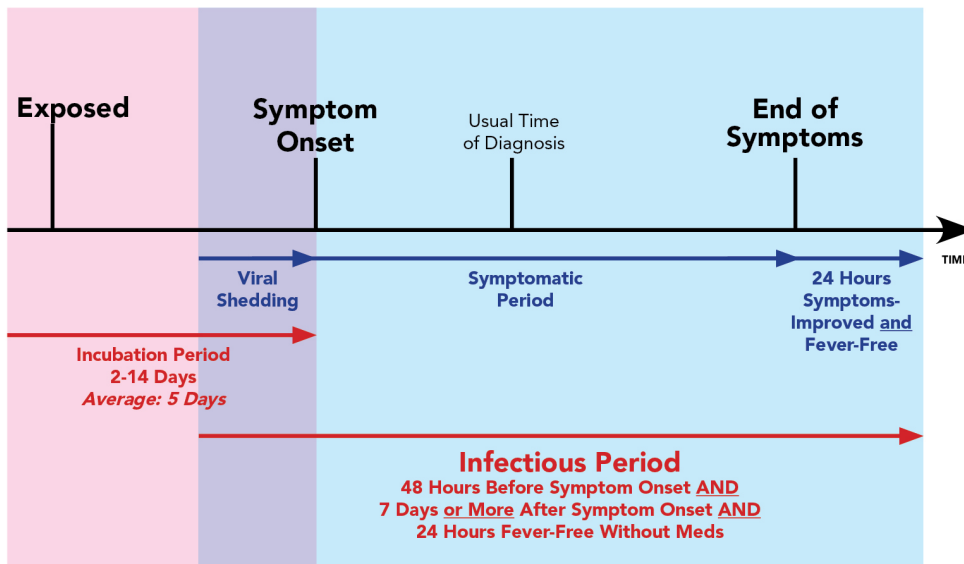 Exposed
Symptom
Onset
Usual Time
of Diagnosis
End of
Symptoms
TIME
Viral
Shedding
Symptomatic
Period
24 Hours
Symptoms-
Improved and
Fever-Free
Incubation Period
2-14 Days
Average: 5 Days
Infectious Period
48 Hours Before Symptom Onset AND
7 Days or More After Symptom Onset AND
24 Hours Fever-Free Without Meds